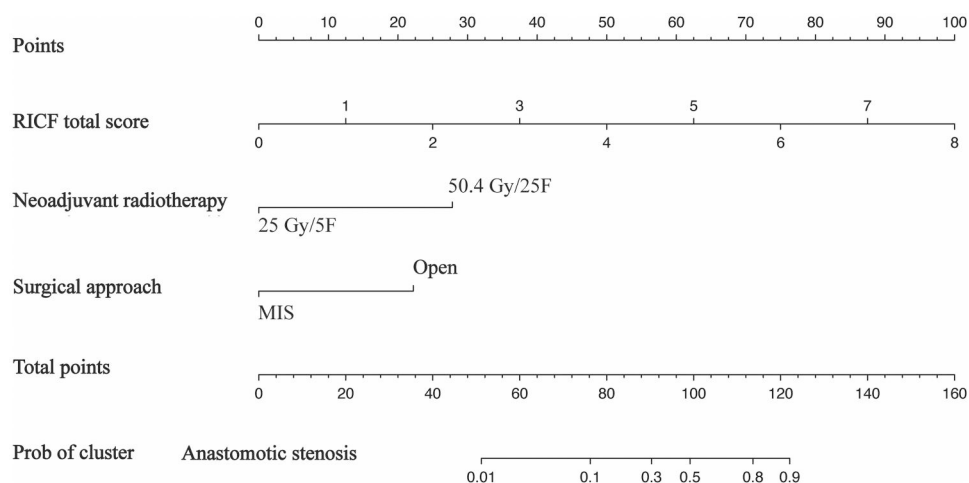 0 10 20 30 40 50 60 70 80 90 100
Points
1 3 5 7
RICF total score
0 2 4 6 8
50.4 Gy/25F
Neoadjuvant radiotherapy
25 Gy/5F
Open
Surgical approach
MIS
Total points
0 20 40 60 80 100 120 140 160
Prob of cluster Anastomotic stenosis
0.01 0.1 0.3 0.5 0.8 0.9